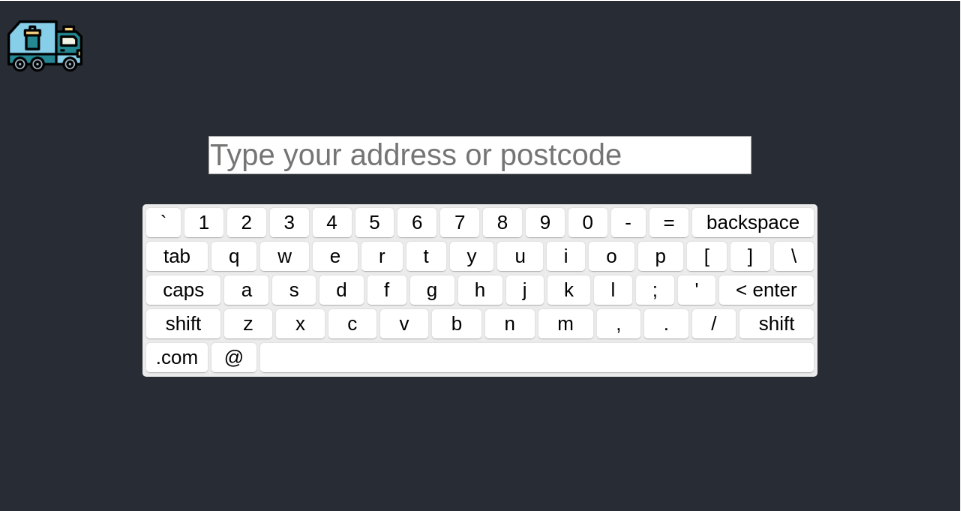 Type your address or postcode
` 1 2 3 4 5 6 7 8 9 0 - = backspace
tab q w e r t y u i o p [ ] \
caps a s d f g h j k l ; ' < enter
shift z x c v b n m , . / shift
.com @